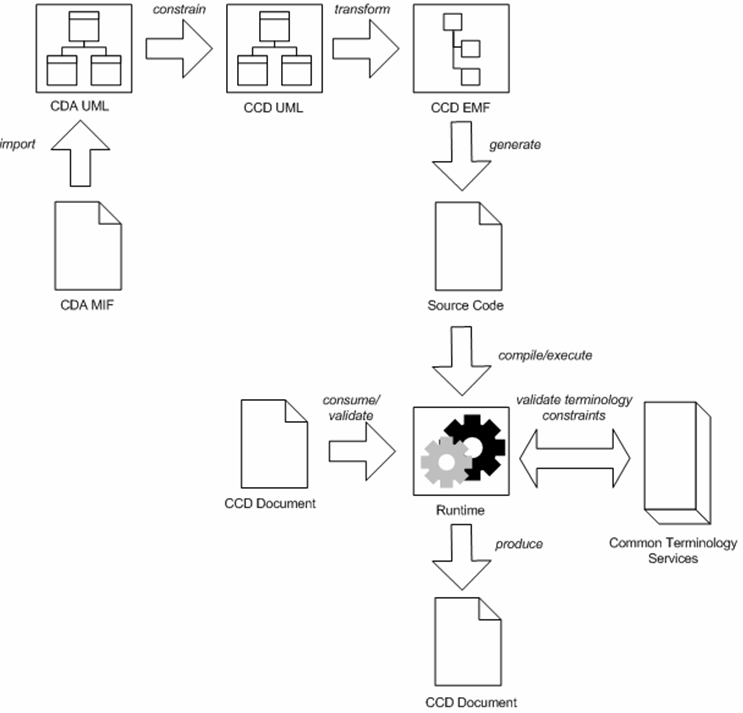 constrain
transform
CDA UML
CCD UML
CCD EMF
import
generate
CDA MIF
Source Code
compile/execute
consume/
validate
validate terminology
constraints
CCD Document
Runtime
Common Terminology
Services
produce
CCD Document